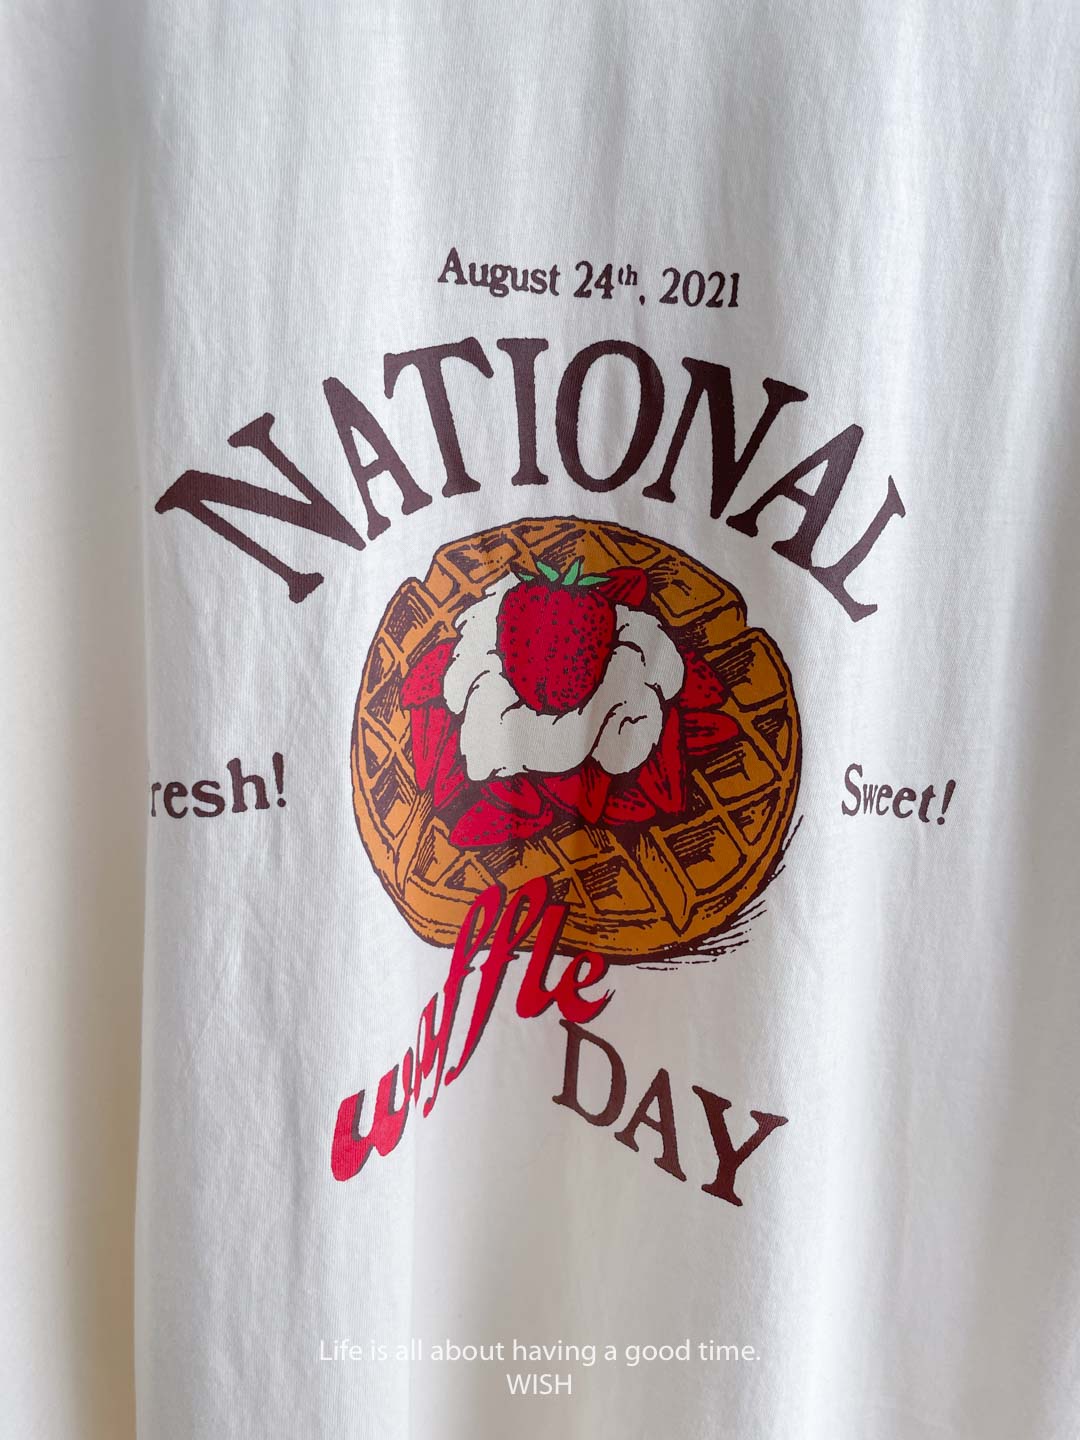 August 24th, 2021
NATIONAL
resh!
Sweet!
waffle
DAY
Life is all about having a good time.
WISH